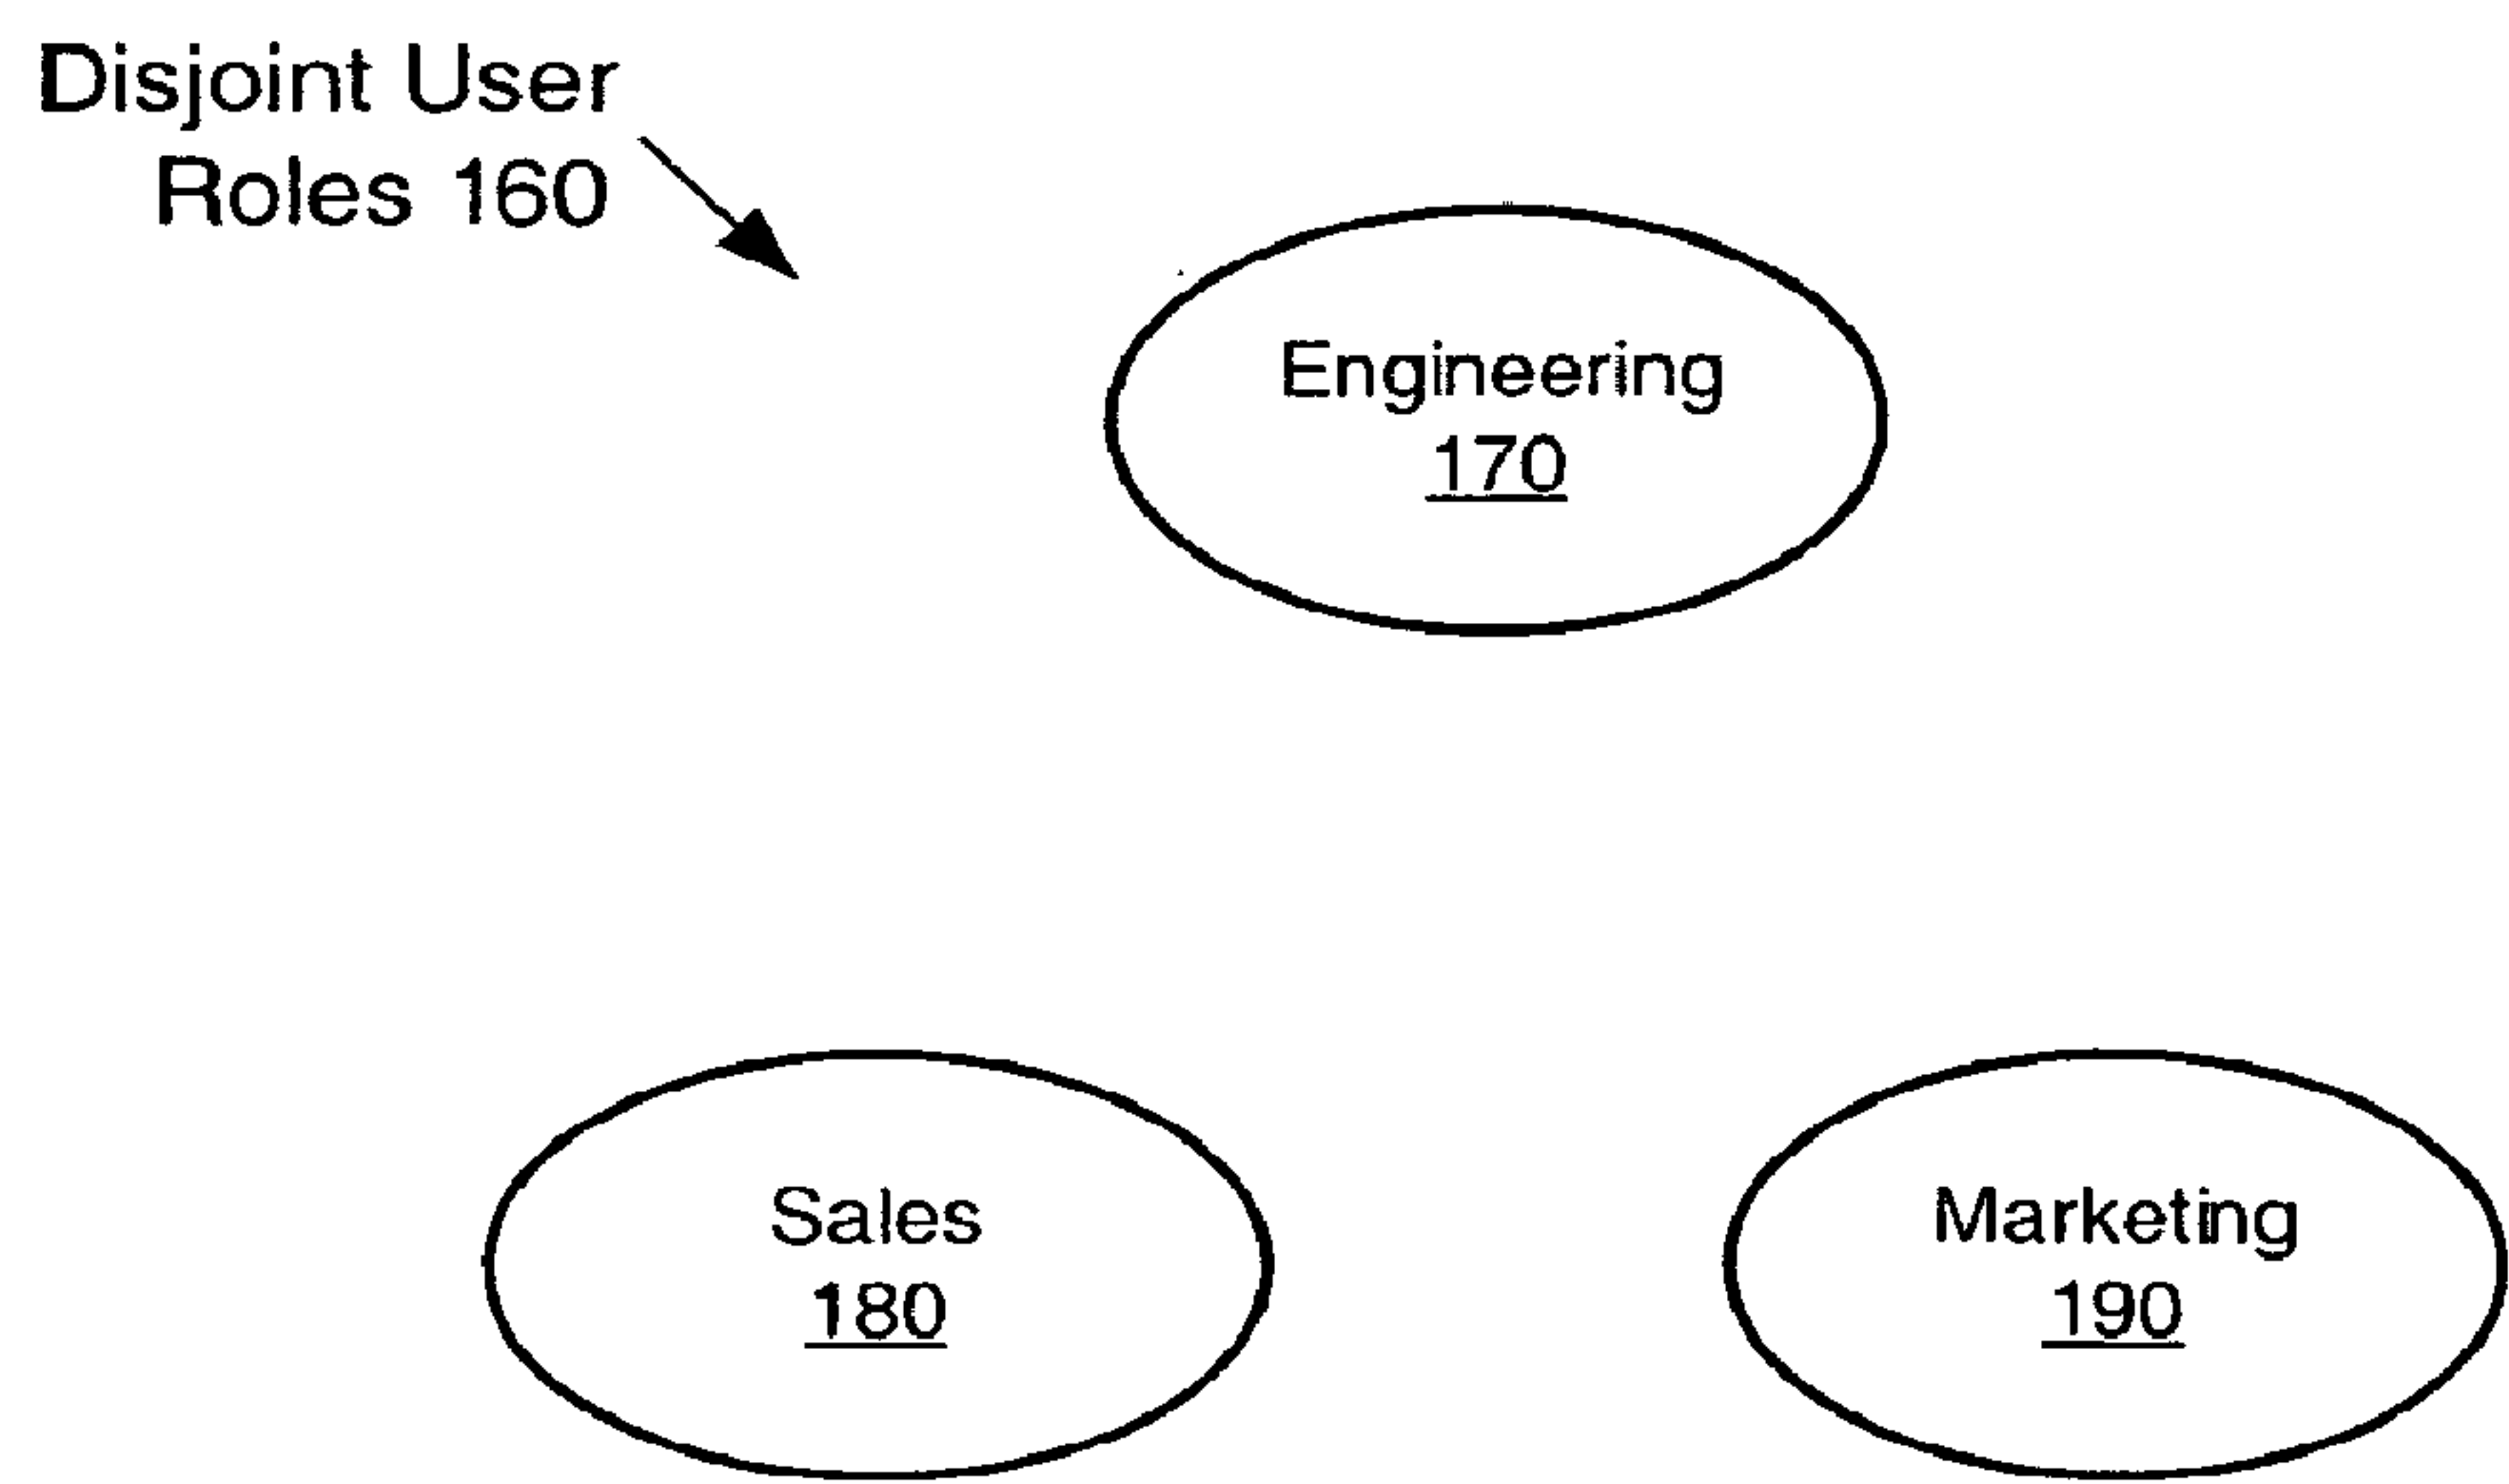 Disjoint User
Roles 160
Engineering
170
Sales
180
Marketing
190